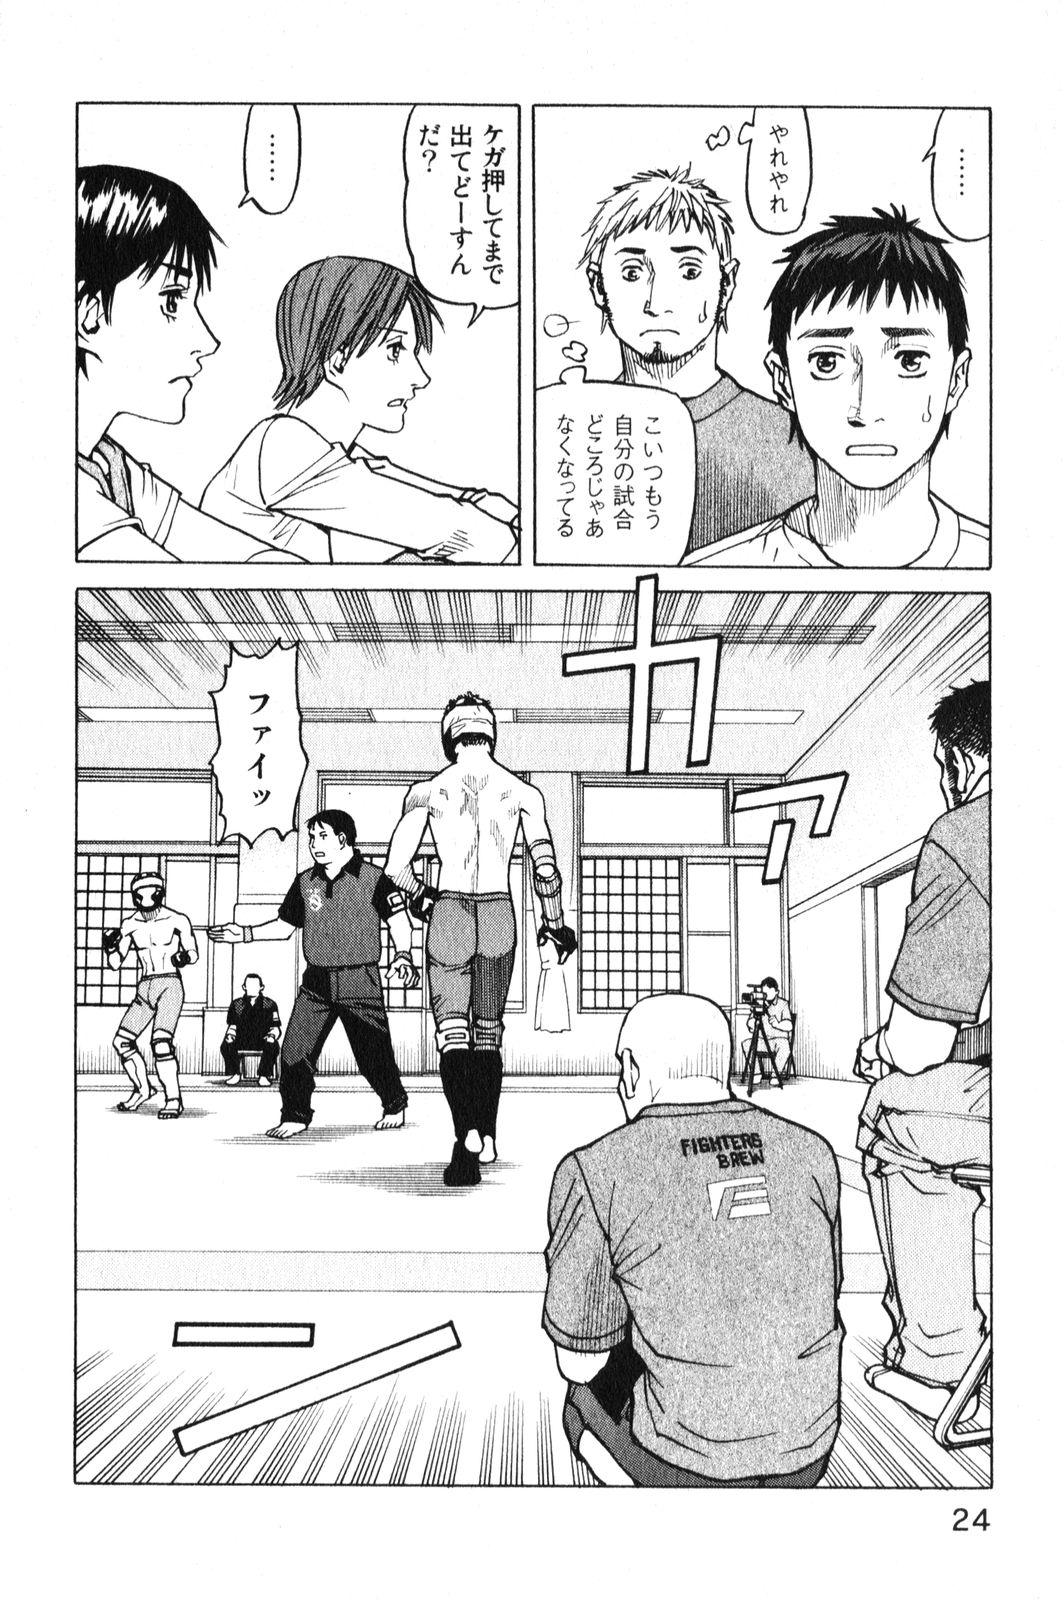 ……
やれやれ
こいつもう
自分の試合
どころじゃあ
なくなってる
ケガ押してまで
出てどーすん
だ？
……
カァ
ファイッ
ン
FIGHTERS
BREW
24